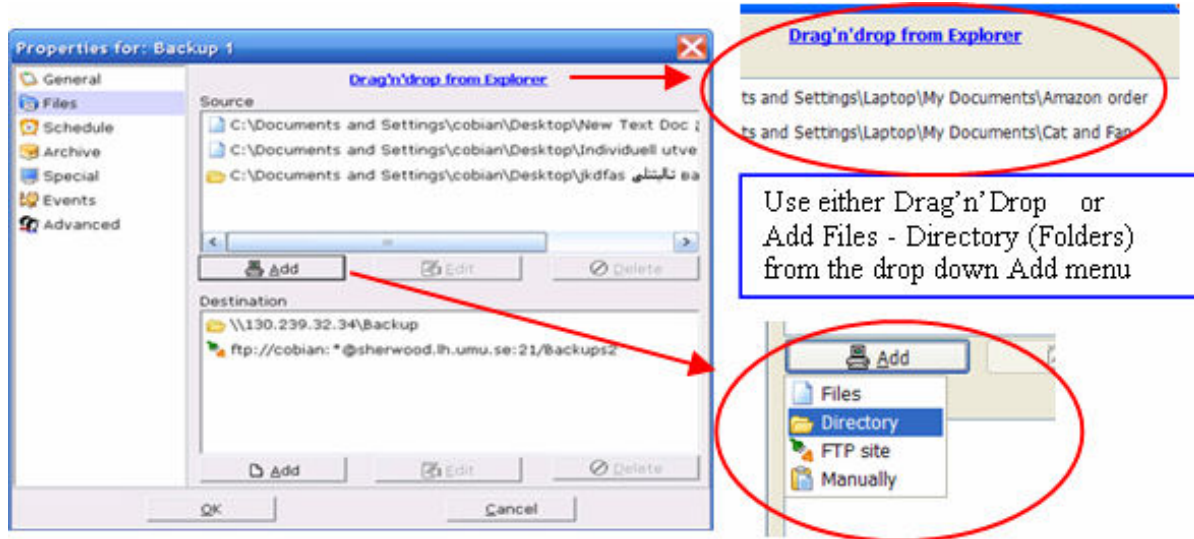 Properties for: Backup 1
General
Files
Schedule
Archive
Special
Events
Advanced
Drag'n'drop from Explorer
Source
C:\Documents and Settings\cobian\Desktop\New Text Doc
C:\Documents and Settings\cobian\Desktop\Individuell utve
C:\Documents and Settings\cobian\Desktop\jkdfas
Add
Edit
Delete
Destination
\\130.239.32.34\Backup
ftp://cobian:*@sherwood.lh.umu.se:21/Backups2
Add
Edit
Delete
OK
Cancel
Drag'n'drop from Explorer
ts and Settings\Laptop\My Documents\Amazon order
ts and Settings\Laptop\My Documents\Cat and Fan
Use either Drag'n'Drop or
Add Files - Directory (Folders)
from the drop down Add menu
Add
Files
Directory
FTP site
Manually